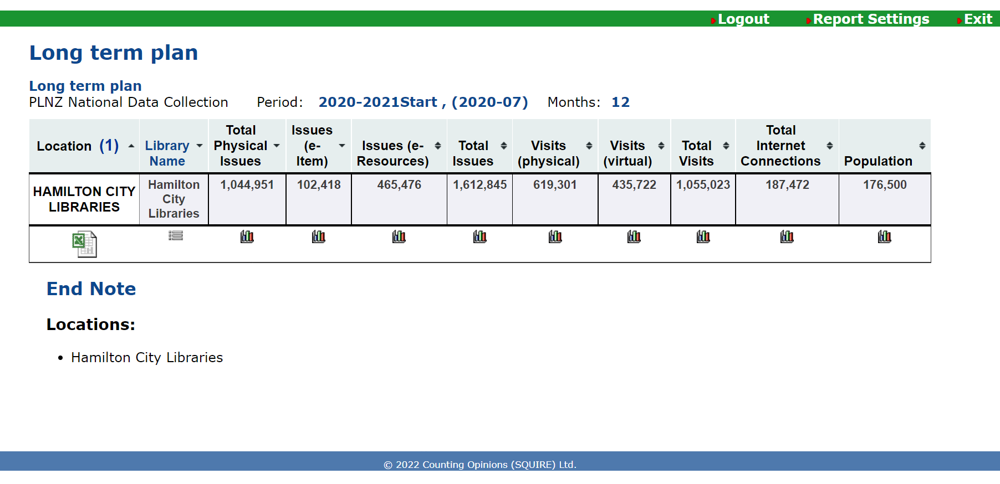 Logout Report Settings Exit
Long term plan
Long term plan
PLNZ National Data Collection Period: 2020-2021Start , (2020-07) Months: 12
Location (1) Library Name Total Physical Issues Issues (e-Item) Issues (e-Resources) Total Issues Visits (physical) Visits (virtual) Total Visits Total Internet Connections Population
HAMILTON CITY LIBRARIES Hamilton City Libraries 1,044,951 102,418 465,476 1,612,845 619,301 435,722 1,055,023 187,472 176,500
End Note
Locations:
• Hamilton City Libraries
© 2022 Counting Opinions (SQUIRE) Ltd.